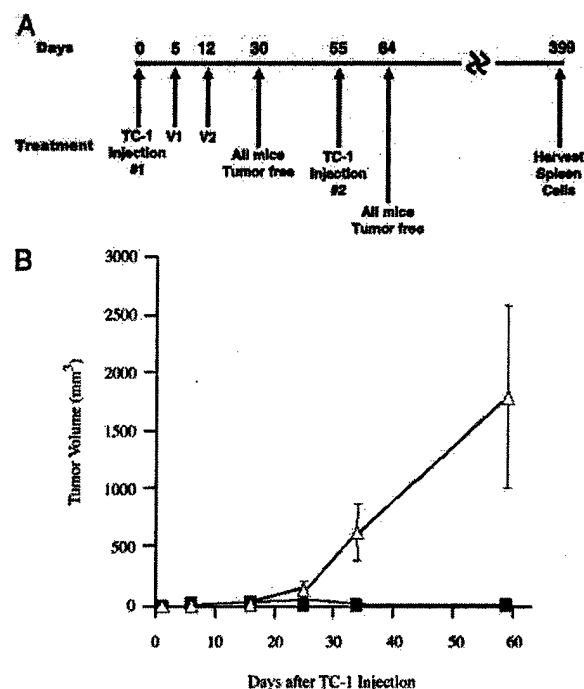 A
Days 0 5 12 30 55 64 399
Treatment
TC-1
Injection
#1
V1
V2
All mice
Tumor free
TC-1
Injection
#2
All mice
Tumor free
Harvest
Spleen
Cells
B
Tumor Volume (mm³)
3000
2500
2000
1500
1000
500
0
0 10 20 30 40 50 60
Days after TC-1 Injection